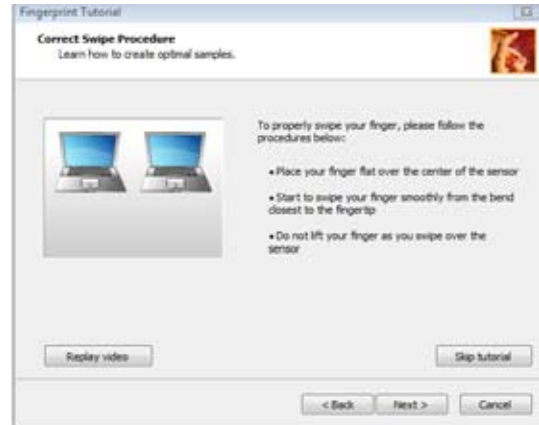 Fingerprint Tutorial
Correct Swipe Procedure
Learn how to create optimal samples.
To properly swipe your finger, please follow the
procedures below:
• Place your finger flat over the center of the sensor
• Start to swipe your finger smoothly from the bend
closest to the fingertip
• Do not lift your finger as you swipe over the
sensor
Replay video
Skip tutorial
< Back
Next >
Cancel